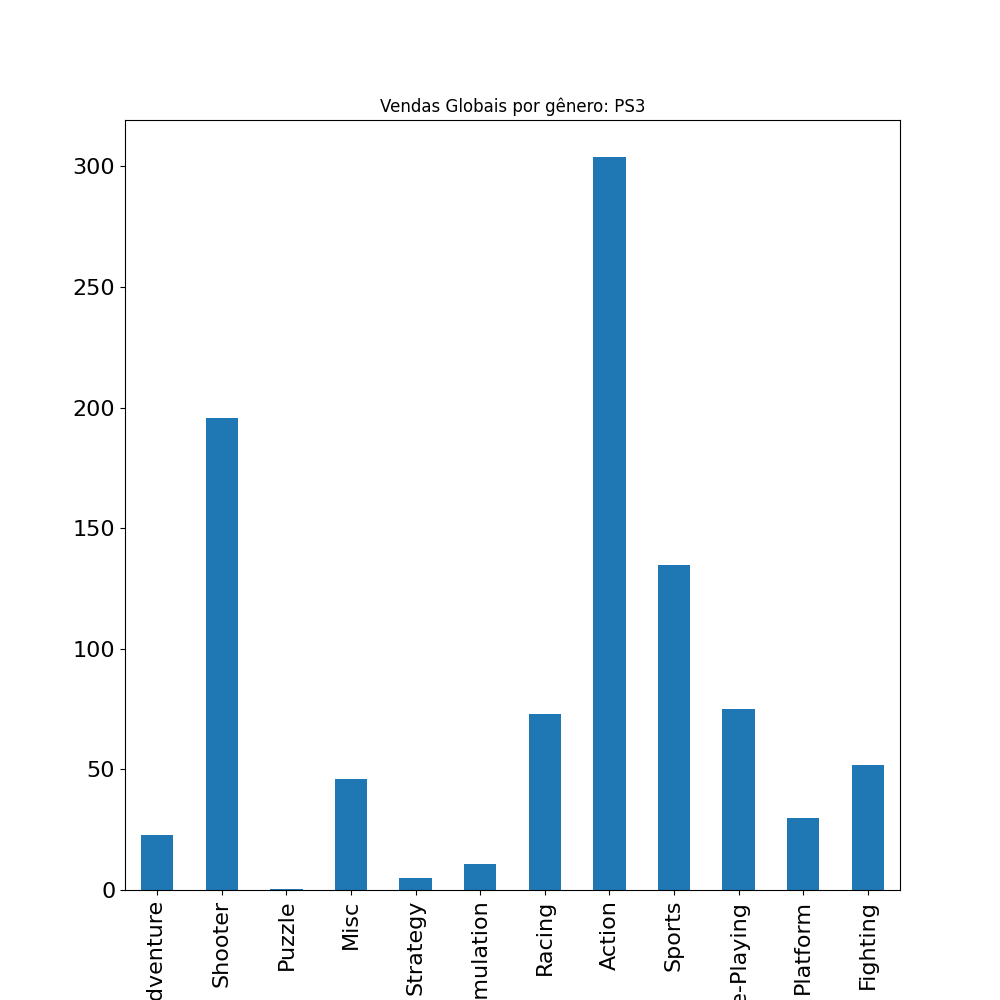 Vendas Globais por gênero: PS3
300
250
200
150
100
50
0
dventure
Shooter
Puzzle
Misc
Strategy
mulation
Racing
Action
Sports
e-Playing
Platform
Fighting